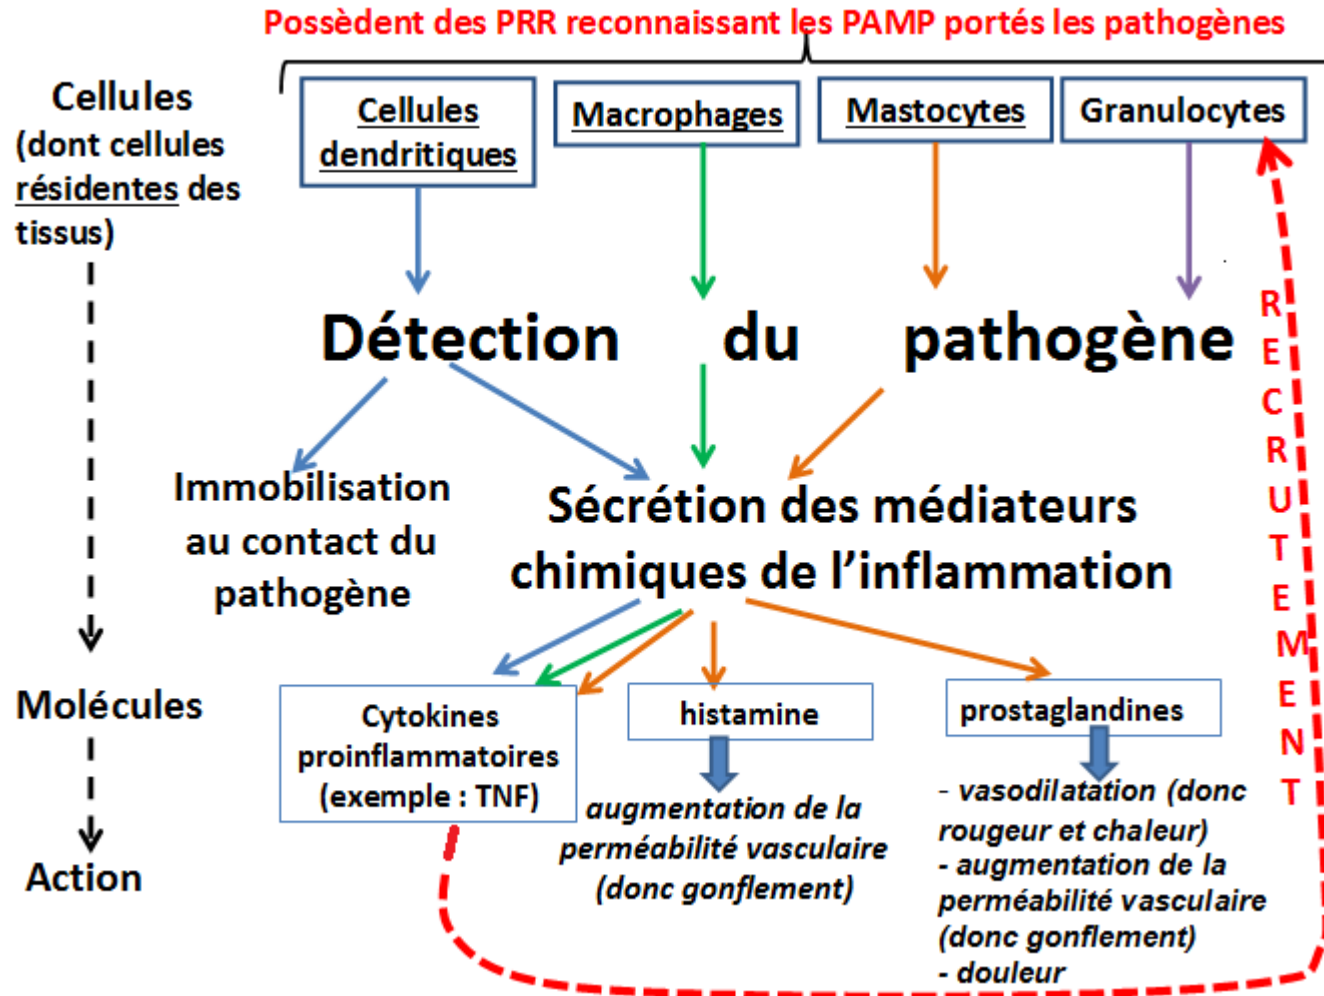 Possèdent des PRR reconnaissant les PAMP portés les pathogènes
Cellules
(dont cellules
résidentes des
tissus)
Cellules
dendritiques
Macrophages
Mastocytes
Granulocytes
Détection du pathogène
RECRUTEMENT
Immobilisation
au contact du
pathogène
Sécrétion des médiateurs
chimiques de l'inflammation
Molécules
Cytokines
proinflammatoires
(exemple : TNF)
histamine
prostaglandines
Action
augmentation de la
perméabilité vasculaire
(donc gonflement)
- vasodilatation (donc
rougeur et chaleur)
- augmentation de la
perméabilité vasculaire
(donc gonflement)
- douleur